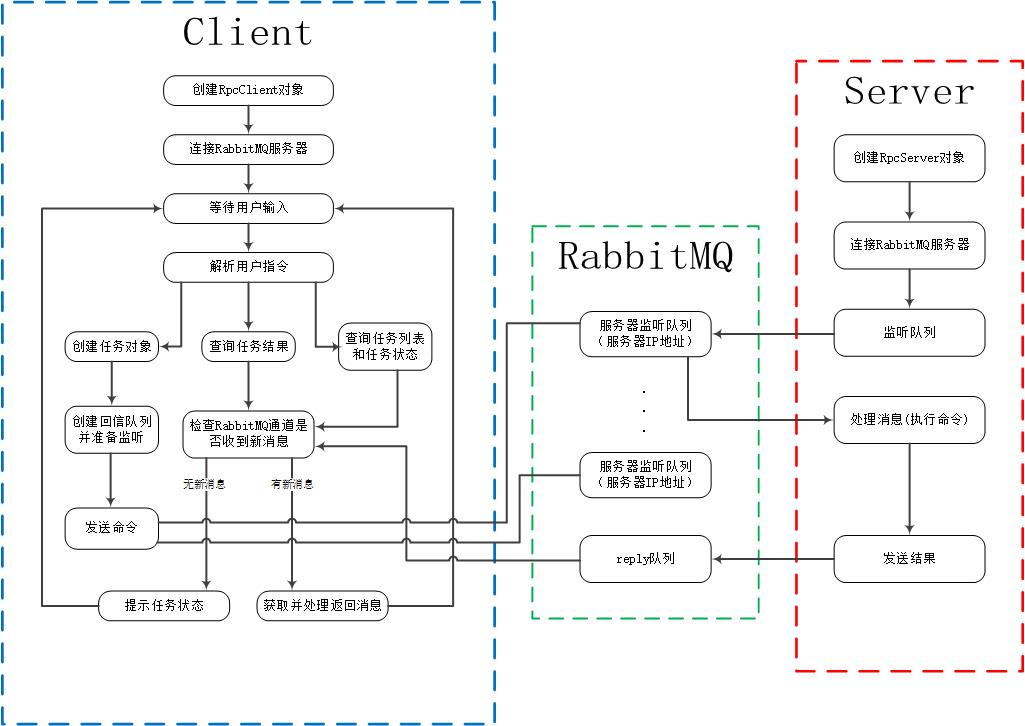 Client
创建RpcClient对象
连接RabbitMQ服务器
等待用户输入
解析用户指令
创建任务对象
查询任务结果
查询任务列表
和任务状态
创建回信队列
并准备监听
检查RabbitMQ通道是
否收到新消息
无新消息
有新消息
发送命令
提示任务状态
获取并处理返回消息
RabbitMQ
服务器监听队列
(服务器IP地址)
服务器监听队列
(服务器IP地址)
reply队列
Server
创建RpcServer对象
连接RabbitMQ服务器
监听队列
处理消息(执行命令)
发送结果